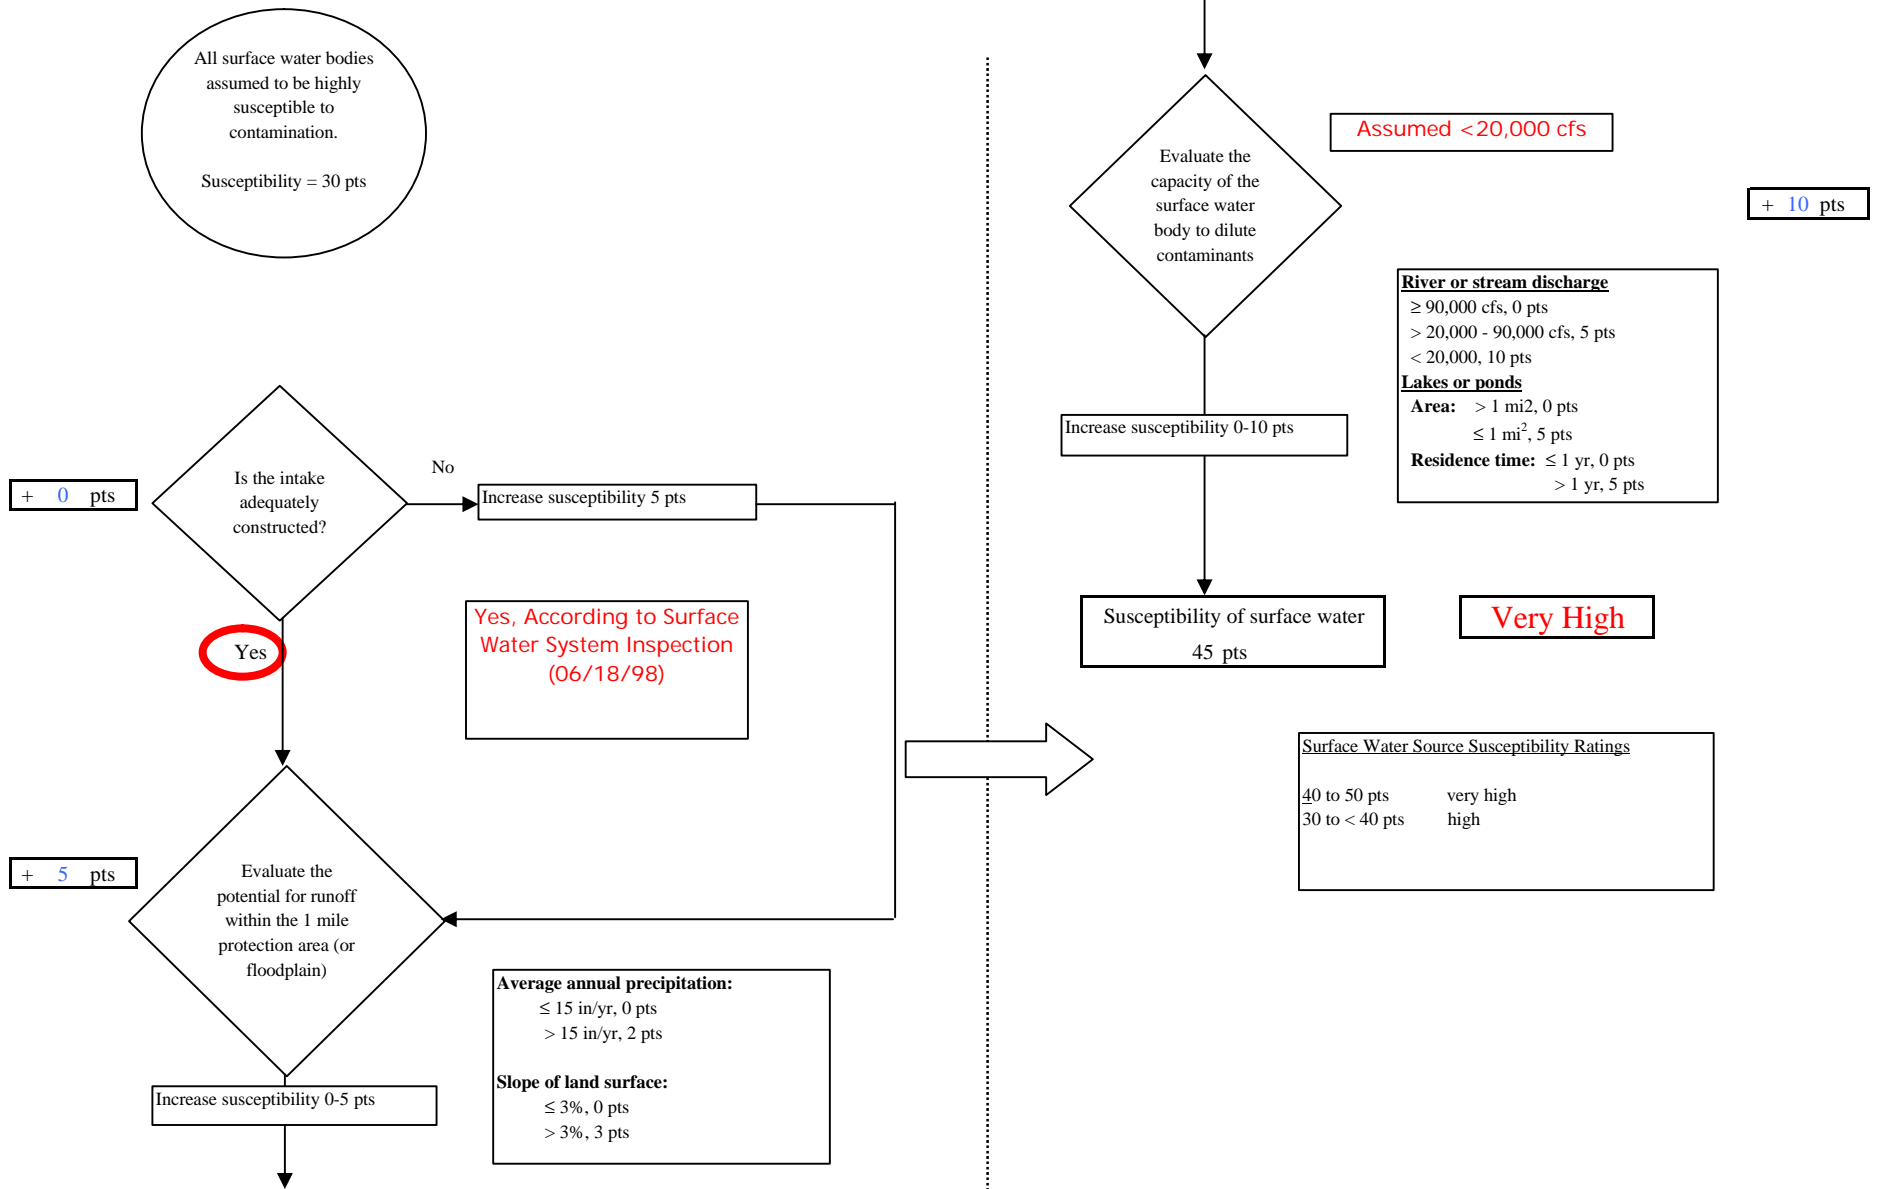 All surface water bodies
assumed to be highly
susceptible to
contamination.
Susceptibility = 30 pts
+ 0 pts
Is the intake
adequately
constructed?
No
Increase susceptibility 5 pts
Yes
Yes, According to Surface
Water System Inspection
(06/18/98)
+ 5 pts
Evaluate the
potential for runoff
within the 1 mile
protection area (or
floodplain)
Average annual precipitation:
≤ 15 in/yr, 0 pts
> 15 in/yr, 2 pts
Slope of land surface:
≤ 3%, 0 pts
> 3%, 3 pts
Increase susceptibility 0-5 pts
Evaluate the
capacity of the
surface water
body to dilute
contaminants
Assumed <20,000 cfs
+ 10 pts
River or stream discharge
≥ 90,000 cfs, 0 pts
> 20,000 - 90,000 cfs, 5 pts
< 20,000, 10 pts
Lakes or ponds
Area: > 1 mi2, 0 pts
≤ 1 mi², 5 pts
Residence time: ≤ 1 yr, 0 pts
> 1 yr, 5 pts
Increase susceptibility 0-10 pts
Susceptibility of surface water
45 pts
Very High
Surface Water Source Susceptibility Ratings
40 to 50 pts very high
30 to < 40 pts high